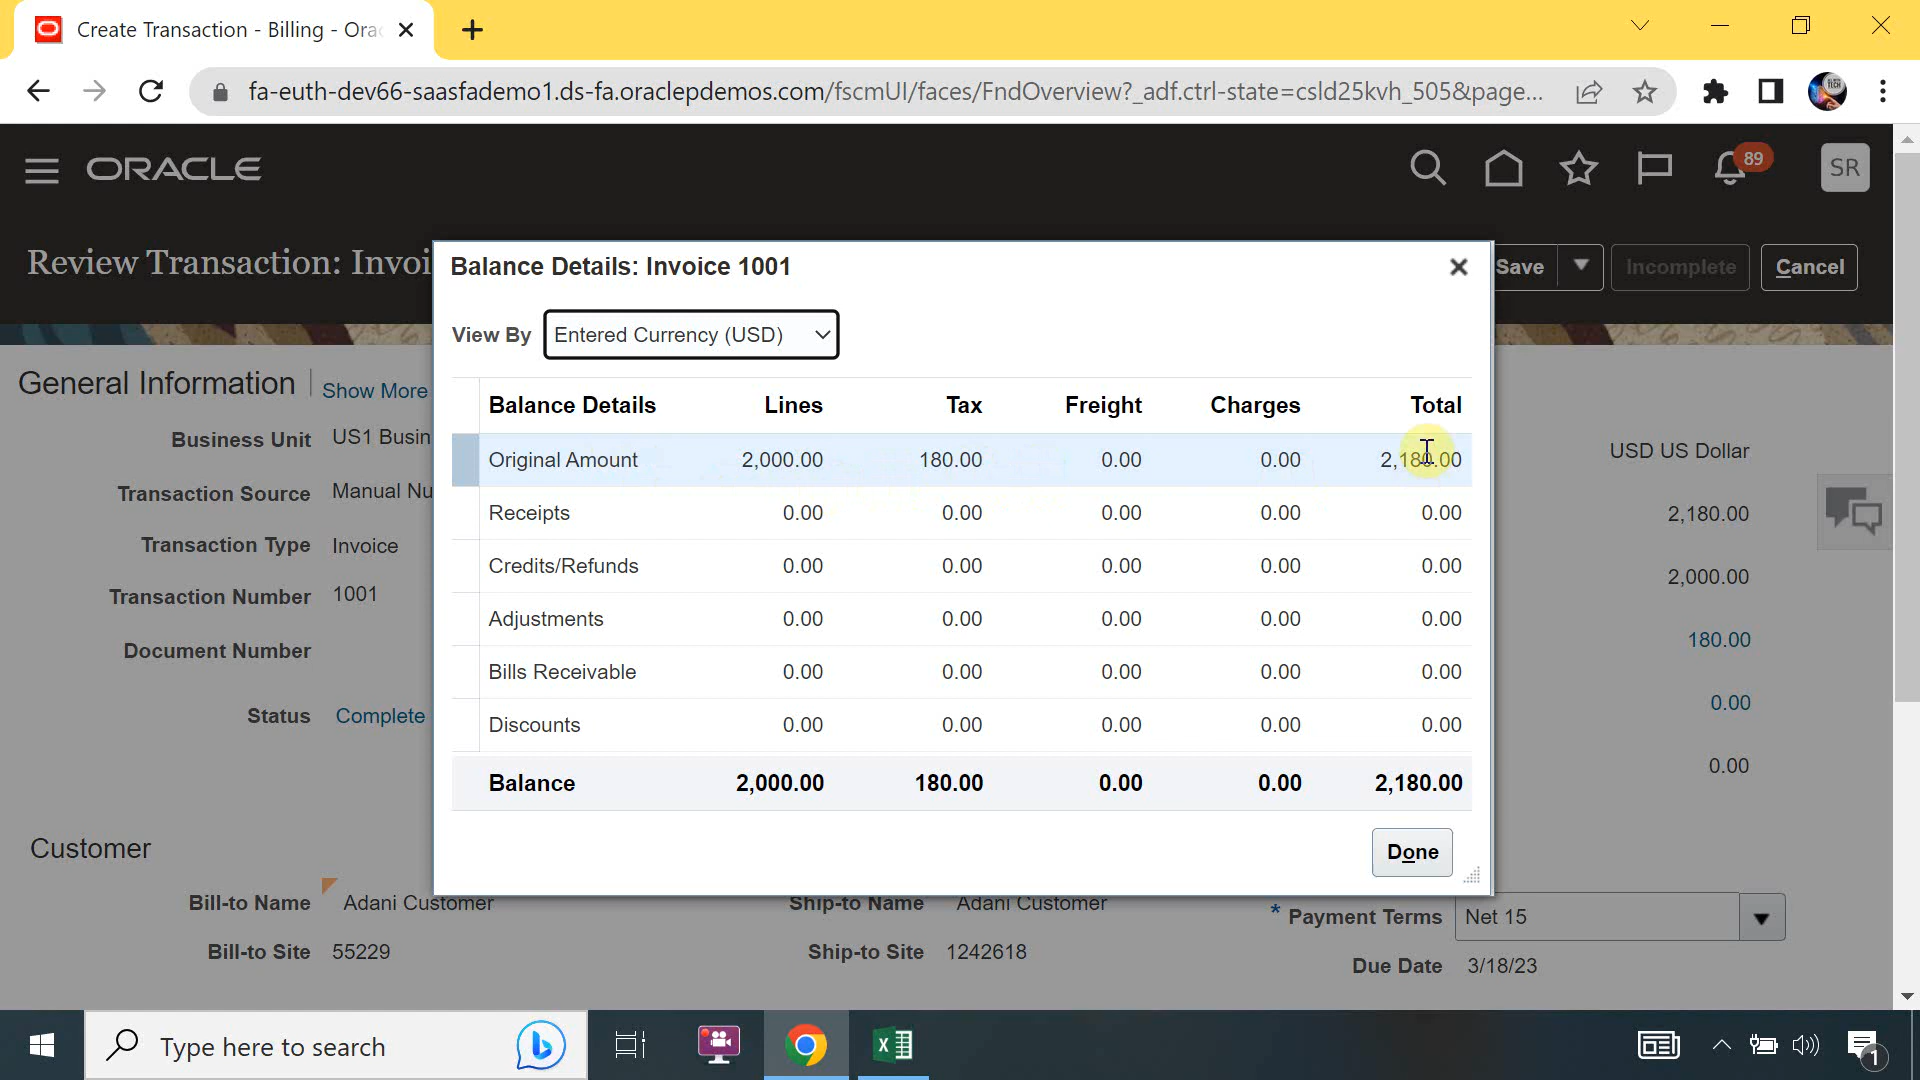 Create Transaction - Billing - Orac
fa-euth-dev66-saasfademo1.ds-fa.oraclepdemos.com/fscmUI/faces/FndOverview?_adf.ctrl-state=csld25kvh_505&page...
ORACLE
89
SR
Review Transaction: Invoi
Save
Incomplete
Cancel
Balance Details: Invoice 1001
View By Entered Currency (USD)
Balance Details Lines Tax Freight Charges Total
Original Amount 2,000.00 180.00 0.00 0.00 2,180.00
Receipts 0.00 0.00 0.00 0.00 0.00
Credits/Refunds 0.00 0.00 0.00 0.00 0.00
Adjustments 0.00 0.00 0.00 0.00 0.00
Bills Receivable 0.00 0.00 0.00 0.00 0.00
Discounts 0.00 0.00 0.00 0.00 0.00
Balance 2,000.00 180.00 0.00 0.00 2,180.00
Done
General Information Show More
Business Unit US1 Busin
Transaction Source Manual Nu
Transaction Type Invoice
Transaction Number 1001
Document Number
Status Complete
USD US Dollar
2,180.00
2,000.00
180.00
0.00
0.00
Customer
Bill-to Name Adani Customer
Bill-to Site 55229
Ship-to Name Adani Customer
Ship-to Site 1242618
* Payment Terms Net 15
Due Date 3/18/23
Type here to search
1